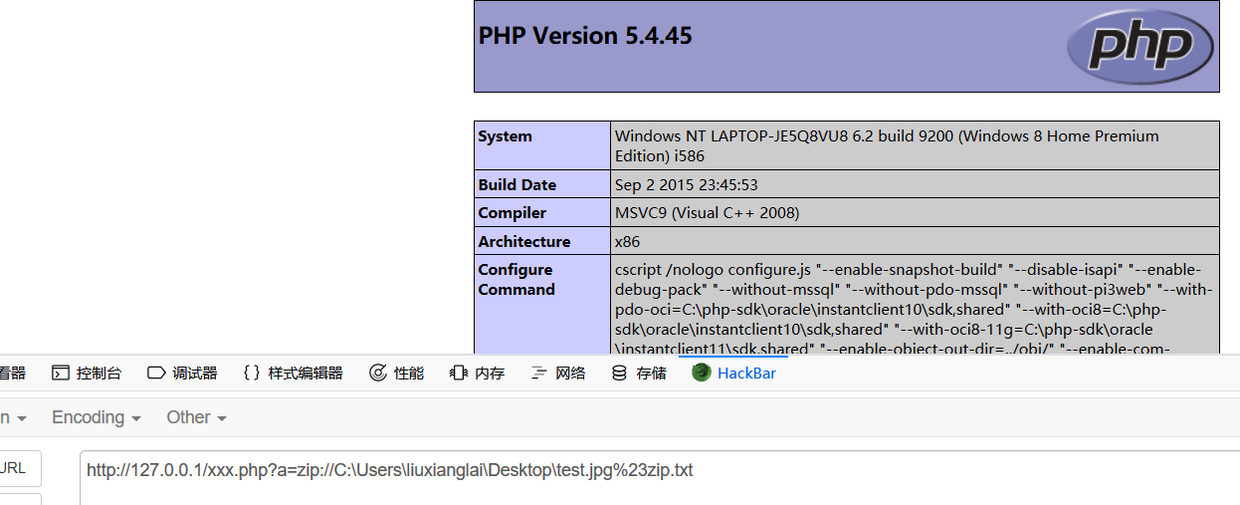 PHP Version 5.4.45
php
System
Windows NT LAPTOP-JE5Q8VU8 6.2 build 9200 (Windows 8 Home Premium
Edition) i586
Build Date
Sep 2 2015 23:45:53
Compiler
MSVC9 (Visual C++ 2008)
Architecture
x86
Configure
Command
cscript /nologo configure.js "--enable-snapshot-build" "--disable-isapi" "--enable-
debug-pack" "--without-mssql" "--without-pdo-mssql" "--without-pi3web" "--with-
pdo-oci=C:\php-sdk\oracle\instantclient10\sdk,shared" "--with-oci8=C:\php-
sdk\oracle\instantclient10\sdk,shared" "--with-oci8-11g=C:\php-sdk\oracle
\instantclient11\sdk,shared" "--enable-object-out-dir=../obj/" "--enable-com-
看器 控制台 调试器 {} 样式编辑器 性能 内存 网络 存储 HackBar
n Encoding Other
URL
http://127.0.0.1/xxx.php?a=zip://C:\Users\liuxianglai\Desktop\test.jpg%23zip.txt